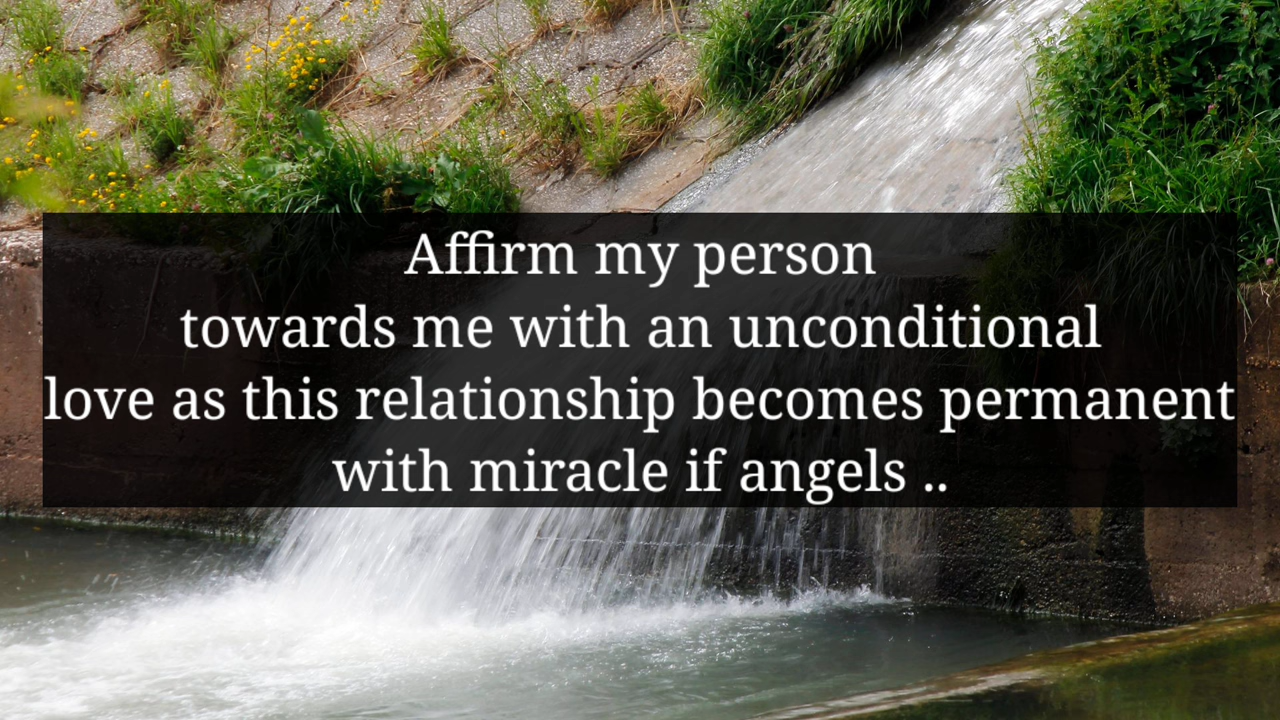 Affirm my person
towards me with an unconditional
love as this relationship becomes permanent
with miracle if angels ..